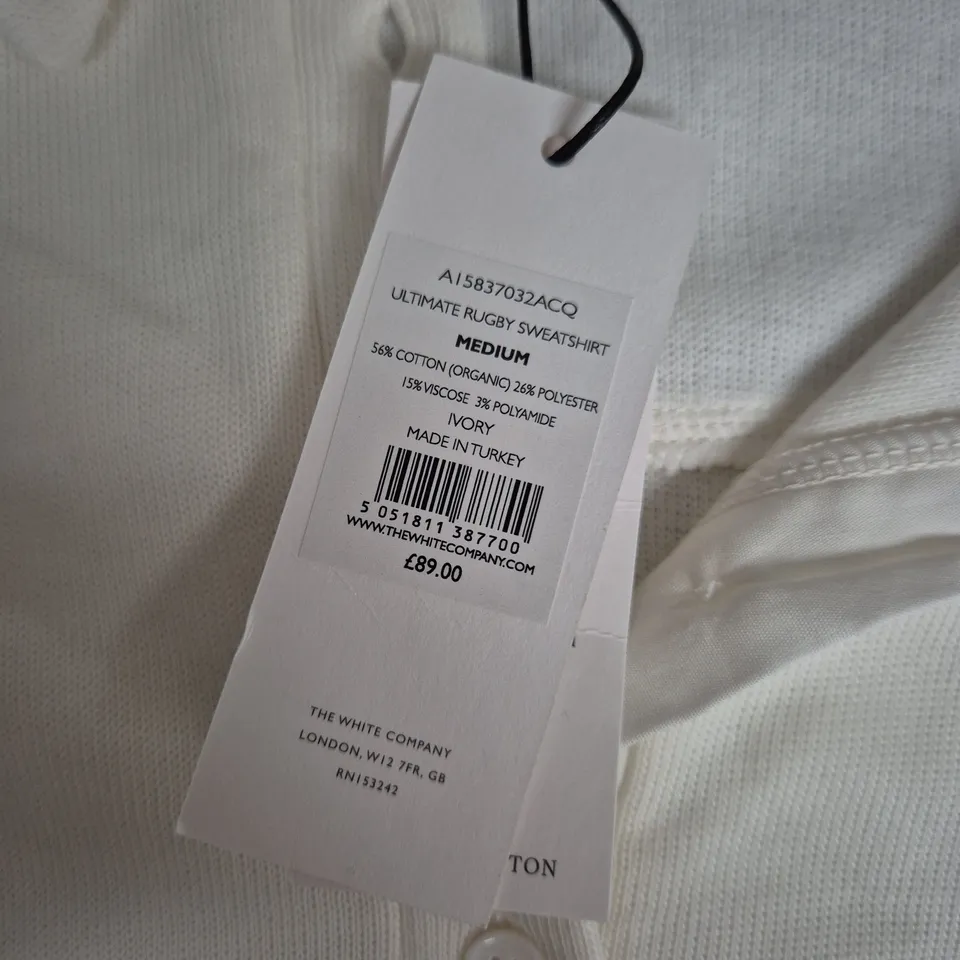 A15837032ACQ
ULTIMATE RUGBY SWEATSHIRT
MEDIUM
56% COTTON (ORGANIC) 26% POLYESTER
15% VISCOSE 3% POLYAMIDE
IVORY
MADE IN TURKEY
5 051811 387700
WWW.THEWHITECOMPANY.COM
£89.00
THE WHITE COMPANY
LONDON, W12 7FR, GB
RN153242
TON